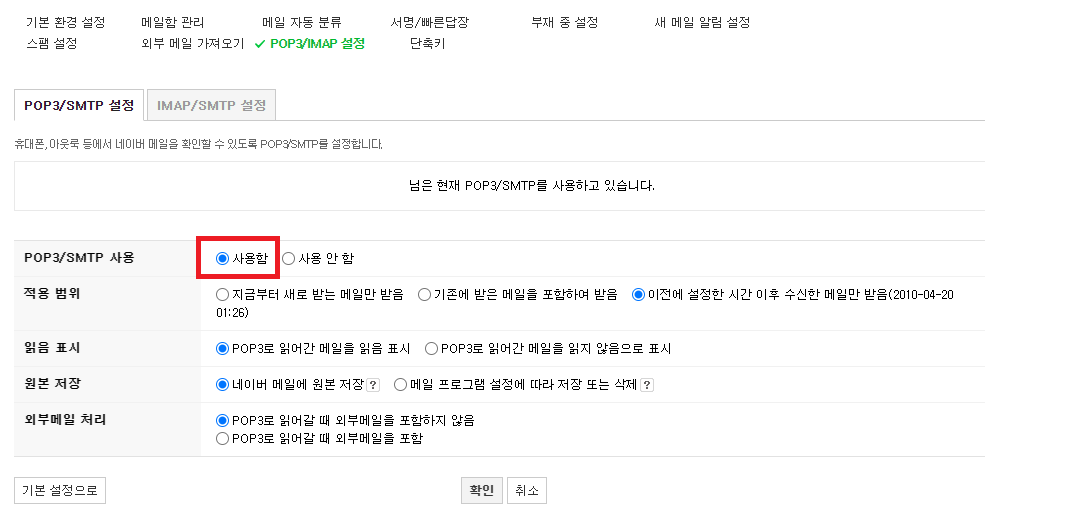 기본 환경 설정 메일함 관리 메일 자동 분류 서명/빠른답장 부재 중 설정 새 메일 알림 설정
스팸 설정 외부 메일 가져오기 POP3/IMAP 설정 단축키
POP3/SMTP 설정 IMAP/SMTP 설정
휴대폰, 아웃룩 등에서 네이버 메일을 확인할 수 있도록 POP3/SMTP를 설정합니다.
님은 현재 POP3/SMTP를 사용하고 있습니다.
POP3/SMTP 사용 사용함 사용 안 함
적용 범위 지금부터 새로 받는 메일만 받음 기존에 받은 메일을 포함하여 받음 이전에 설정한 시간 이후 수신한 메일만 받음(2010-04-20
01:26)
읽음 표시 POP3로 읽어간 메일을 읽음 표시 POP3로 읽어간 메일을 읽지 않음으로 표시
원본 저장 네이버 메일에 원본 저장 ? 메일 프로그램 설정에 따라 저장 또는 삭제 ?
외부메일 처리 POP3로 읽어갈 때 외부메일을 포함하지 않음
POP3로 읽어갈 때 외부메일을 포함
기본 설정으로 확인 취소